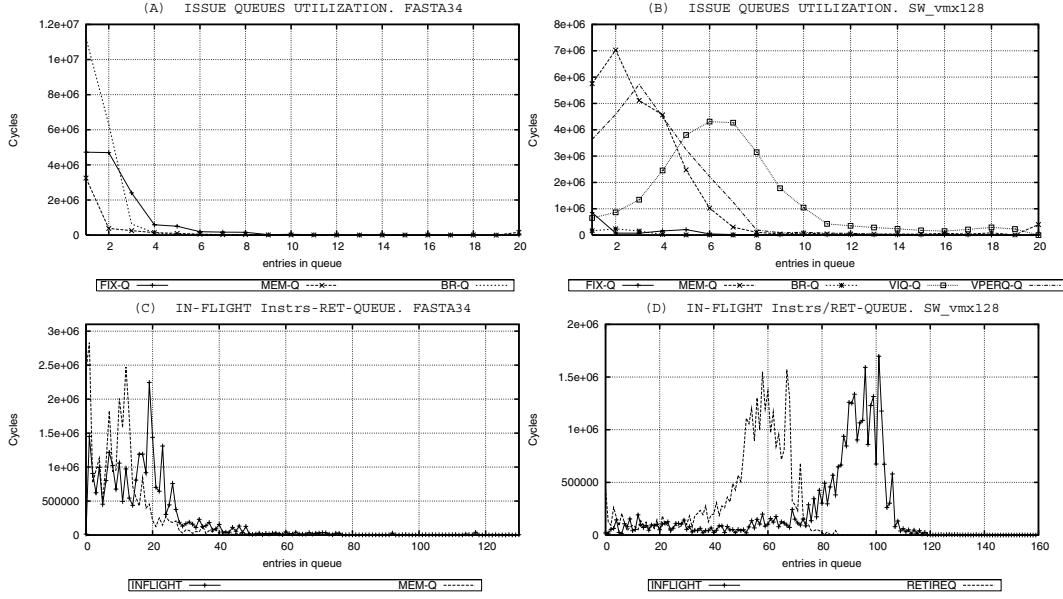 (A) ISSUE QUEUES UTILIZATION. FASTA34
1.2e+07
1e+07
8e+06
6e+06
4e+06
2e+06
0
Cycles
2 4 6 8 10 12 14 16 18 20
entries in queue
FIX-Q MEM-Q BR-Q
(B) ISSUE QUEUES UTILIZATION. SW_vmx128
8e+06
7e+06
6e+06
5e+06
4e+06
3e+06
2e+06
1e+06
0
Cycles
2 4 6 8 10 12 14 16 18 20
entries in queue
FIX-Q MEM-Q BR-Q VIQ-Q VPERQ-Q
(C) IN-FLIGHT Instrs-RET-QUEUE. FASTA34
3e+06
2.5e+06
2e+06
1.5e+06
1e+06
500000
0
Cycles
0 20 40 60 80 100 120
entries in queue
INFLIGHT MEM-Q
(D) IN-FLIGHT Instrs/RET-QUEUE. SW_vmx128
2e+06
1.5e+06
1e+06
500000
0
Cycles
0 20 40 60 80 100 120 140 160
entries in queue
INFLIGHT RETIREQ